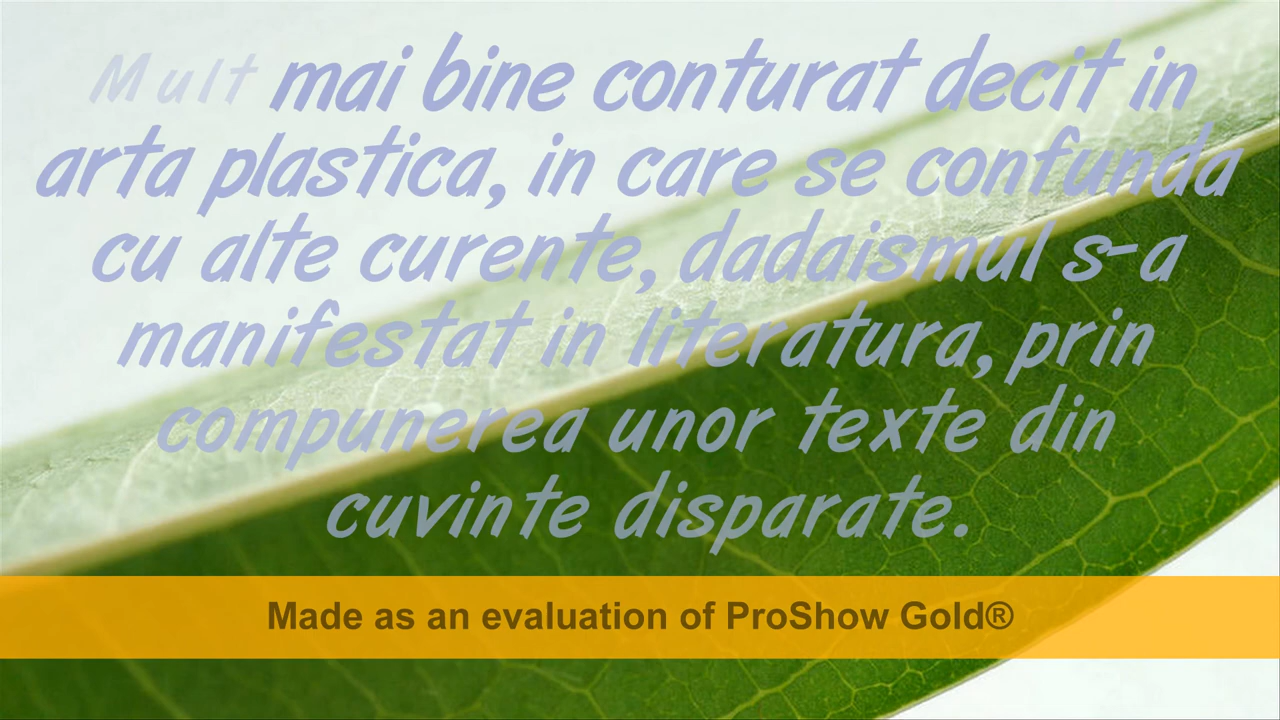 Mult mai bine conturat decit in
arta plastica, in care se confunda
cu alte curente, dadaismul s-a
manifestat in literatura, prin
compunerea unor texte din
cuvinte disparate.
Made as an evaluation of ProShow Gold®